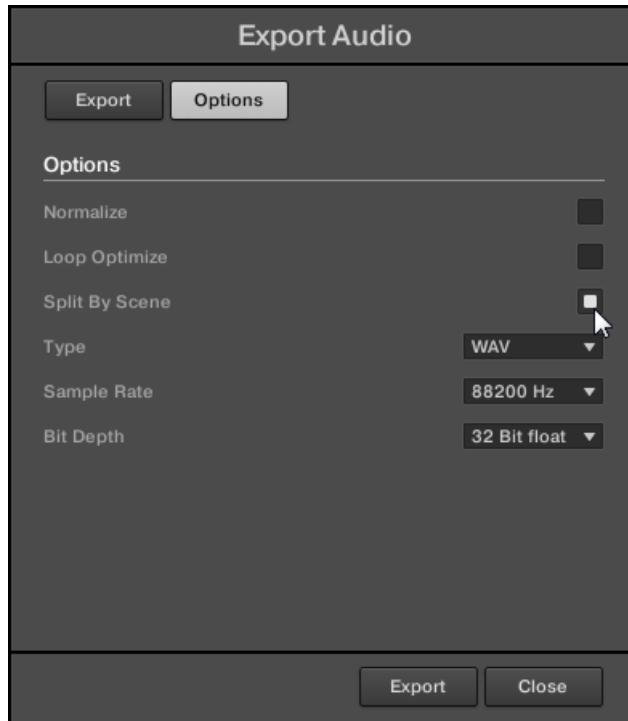 Export Audio
Export Options
Options
Normalize
Loop Optimize
Split By Scene
Type WAV
Sample Rate 88200 Hz
Bit Depth 32 Bit float
Export Close